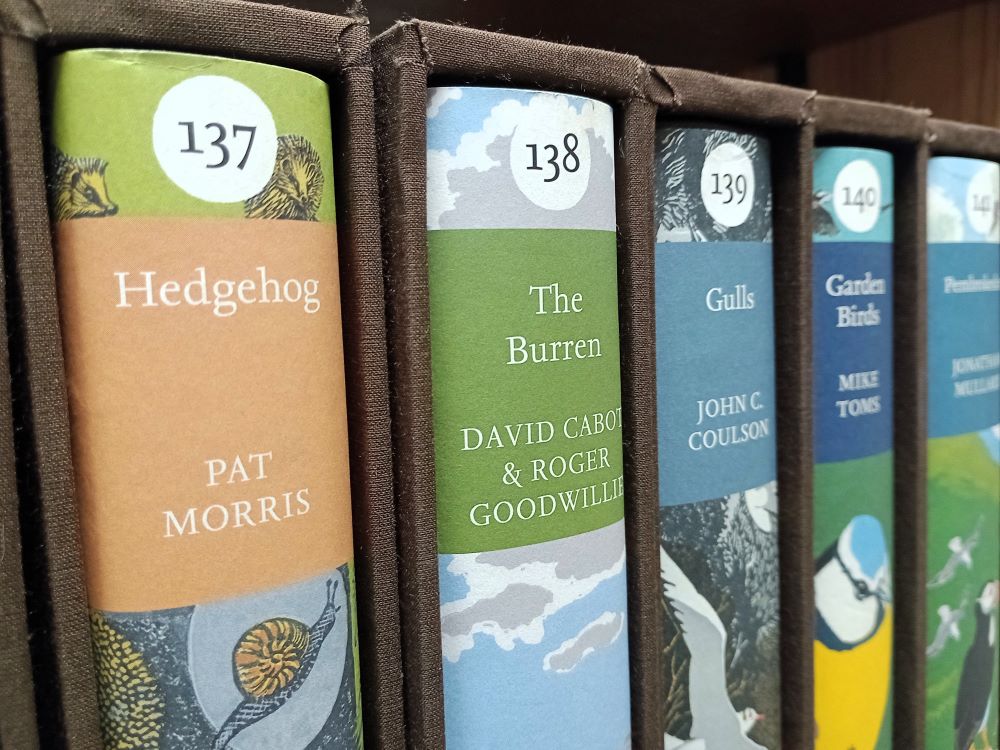 137
Hedgehog
PAT
MORRIS
138
The
Burren
DAVID CABOT
& ROGER
GOODWILLIE
139
Gulls
JOHN C.
COULSON
140
Garden
Birds
MIKE
TOMS
141